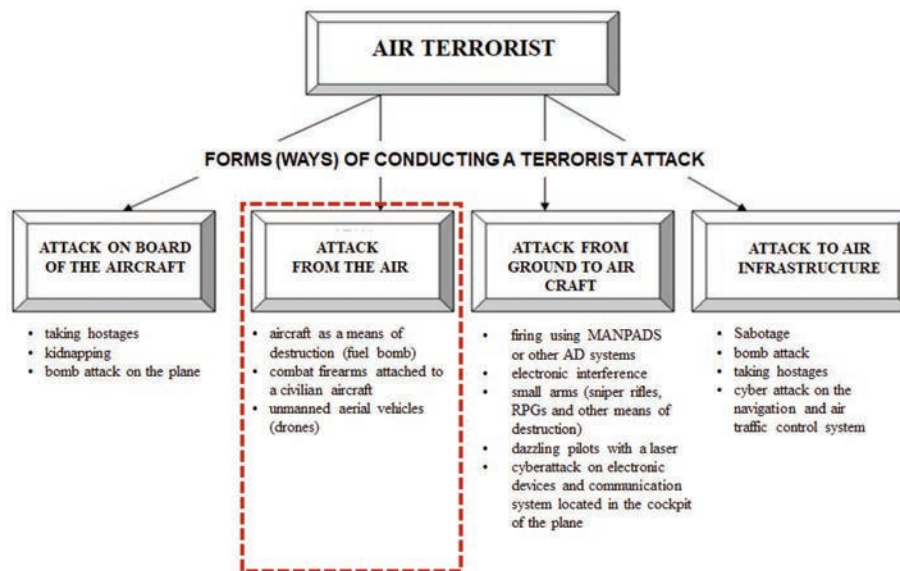 AIR TERRORIST
FORMS (WAYS) OF CONDUCTING A TERRORIST ATTACK
ATTACK ON BOARD
OF THE AIRCRAFT
• taking hostages
• kidnapping
• bomb attack on the plane
ATTACK
FROM THE AIR
• aircraft as a means of
destruction (fuel bomb)
• combat firearms attached to
a civilian aircraft
• unmanned aerial vehicles
(drones)
ATTACK FROM
GROUND TO AIR
CRAFT
• firing using MANPADS
or other AD systems
• electronic interference
• small arms (sniper rifles,
RPGs and other means of
destruction)
• dazzling pilots with a laser
• cyberattack on electronic
devices and communication
system located in the cockpit
of the plane
ATTACK TO AIR
INFRASTRUCTURE
• Sabotage
• bomb attack
• taking hostages
• cyber attack on the
navigation and air
traffic control system